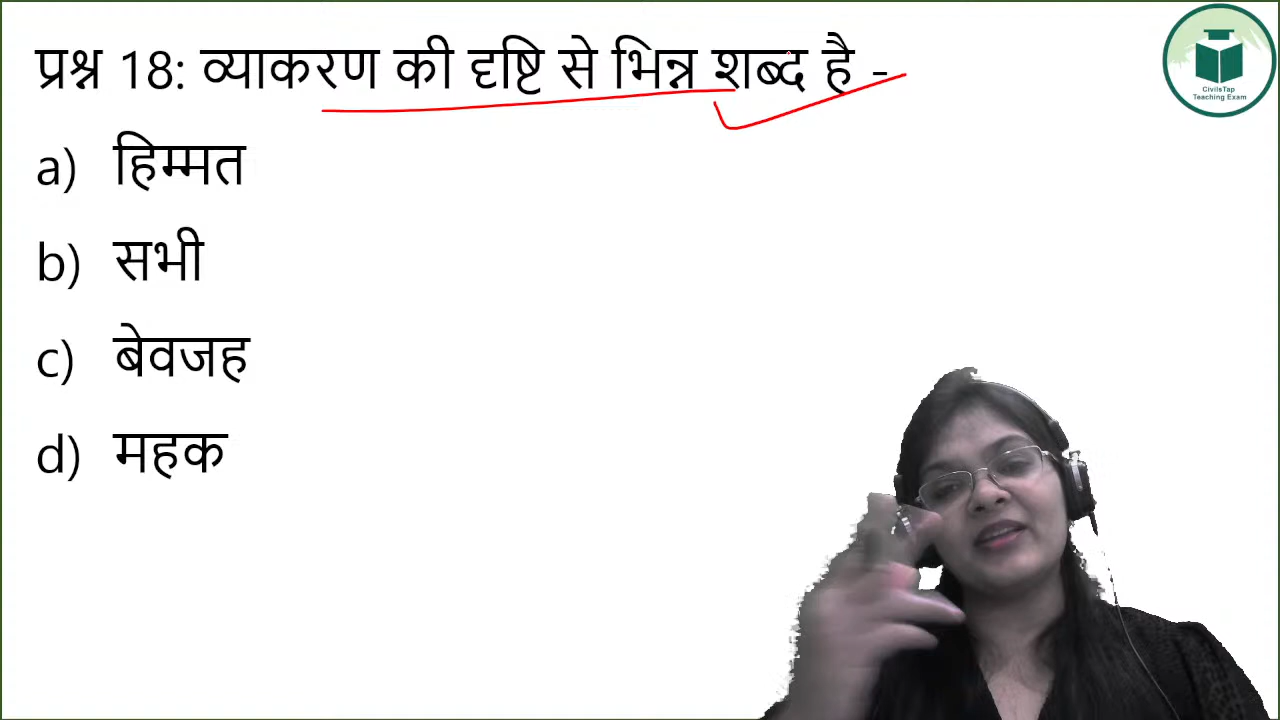 प्रश्न 18: व्याकरण की दृष्टि से भिन्न शब्द है -
CivilsTap
Teaching Exam
a) हिम्मत
b) सभी
c) बेवजह
d) महक